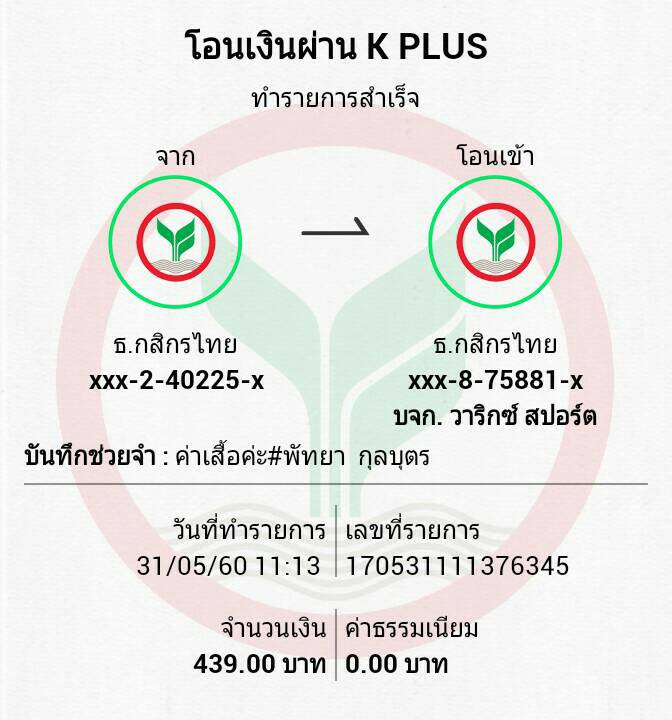 โอนเงินผ่าน K PLUS
ทำรายการสำเร็จ
จาก
โอนเข้า
ธ.กสิกรไทย
xxx-2-40225-x
ธ.กสิกรไทย
xxx-8-75881-x
บจก. วาริกซ์ สปอร์ต
บันทึกช่วยจำ : ค่าเสื้อค่ะ#พัทยา กุลบุตร
วันที่ทำรายการ
31/05/60 11:13
เลขที่รายการ
170531111376345
จำนวนเงิน
439.00 บาท
ค่าธรรมเนียม
0.00 บาท